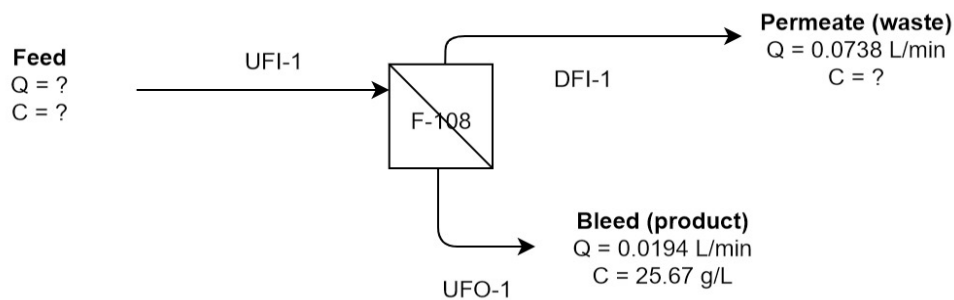 Feed
Q = ?
C = ?
UFI-1
F-108
DFI-1
Permeate (waste)
Q = 0.0738 L/min
C = ?
Bleed (product)
Q = 0.0194 L/min
C = 25.67 g/L
UFO-1